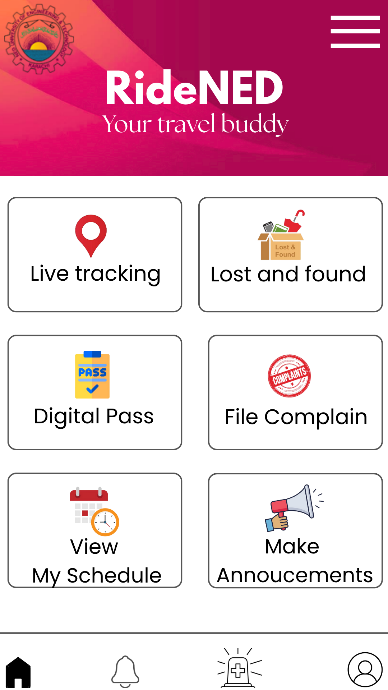 RideNED
Your travel buddy
Lost & Found
Live tracking
Lost and found
PASS
COMPLAINTS
Digital Pass
File Complain
View
My Schedule
Make
Annoucements